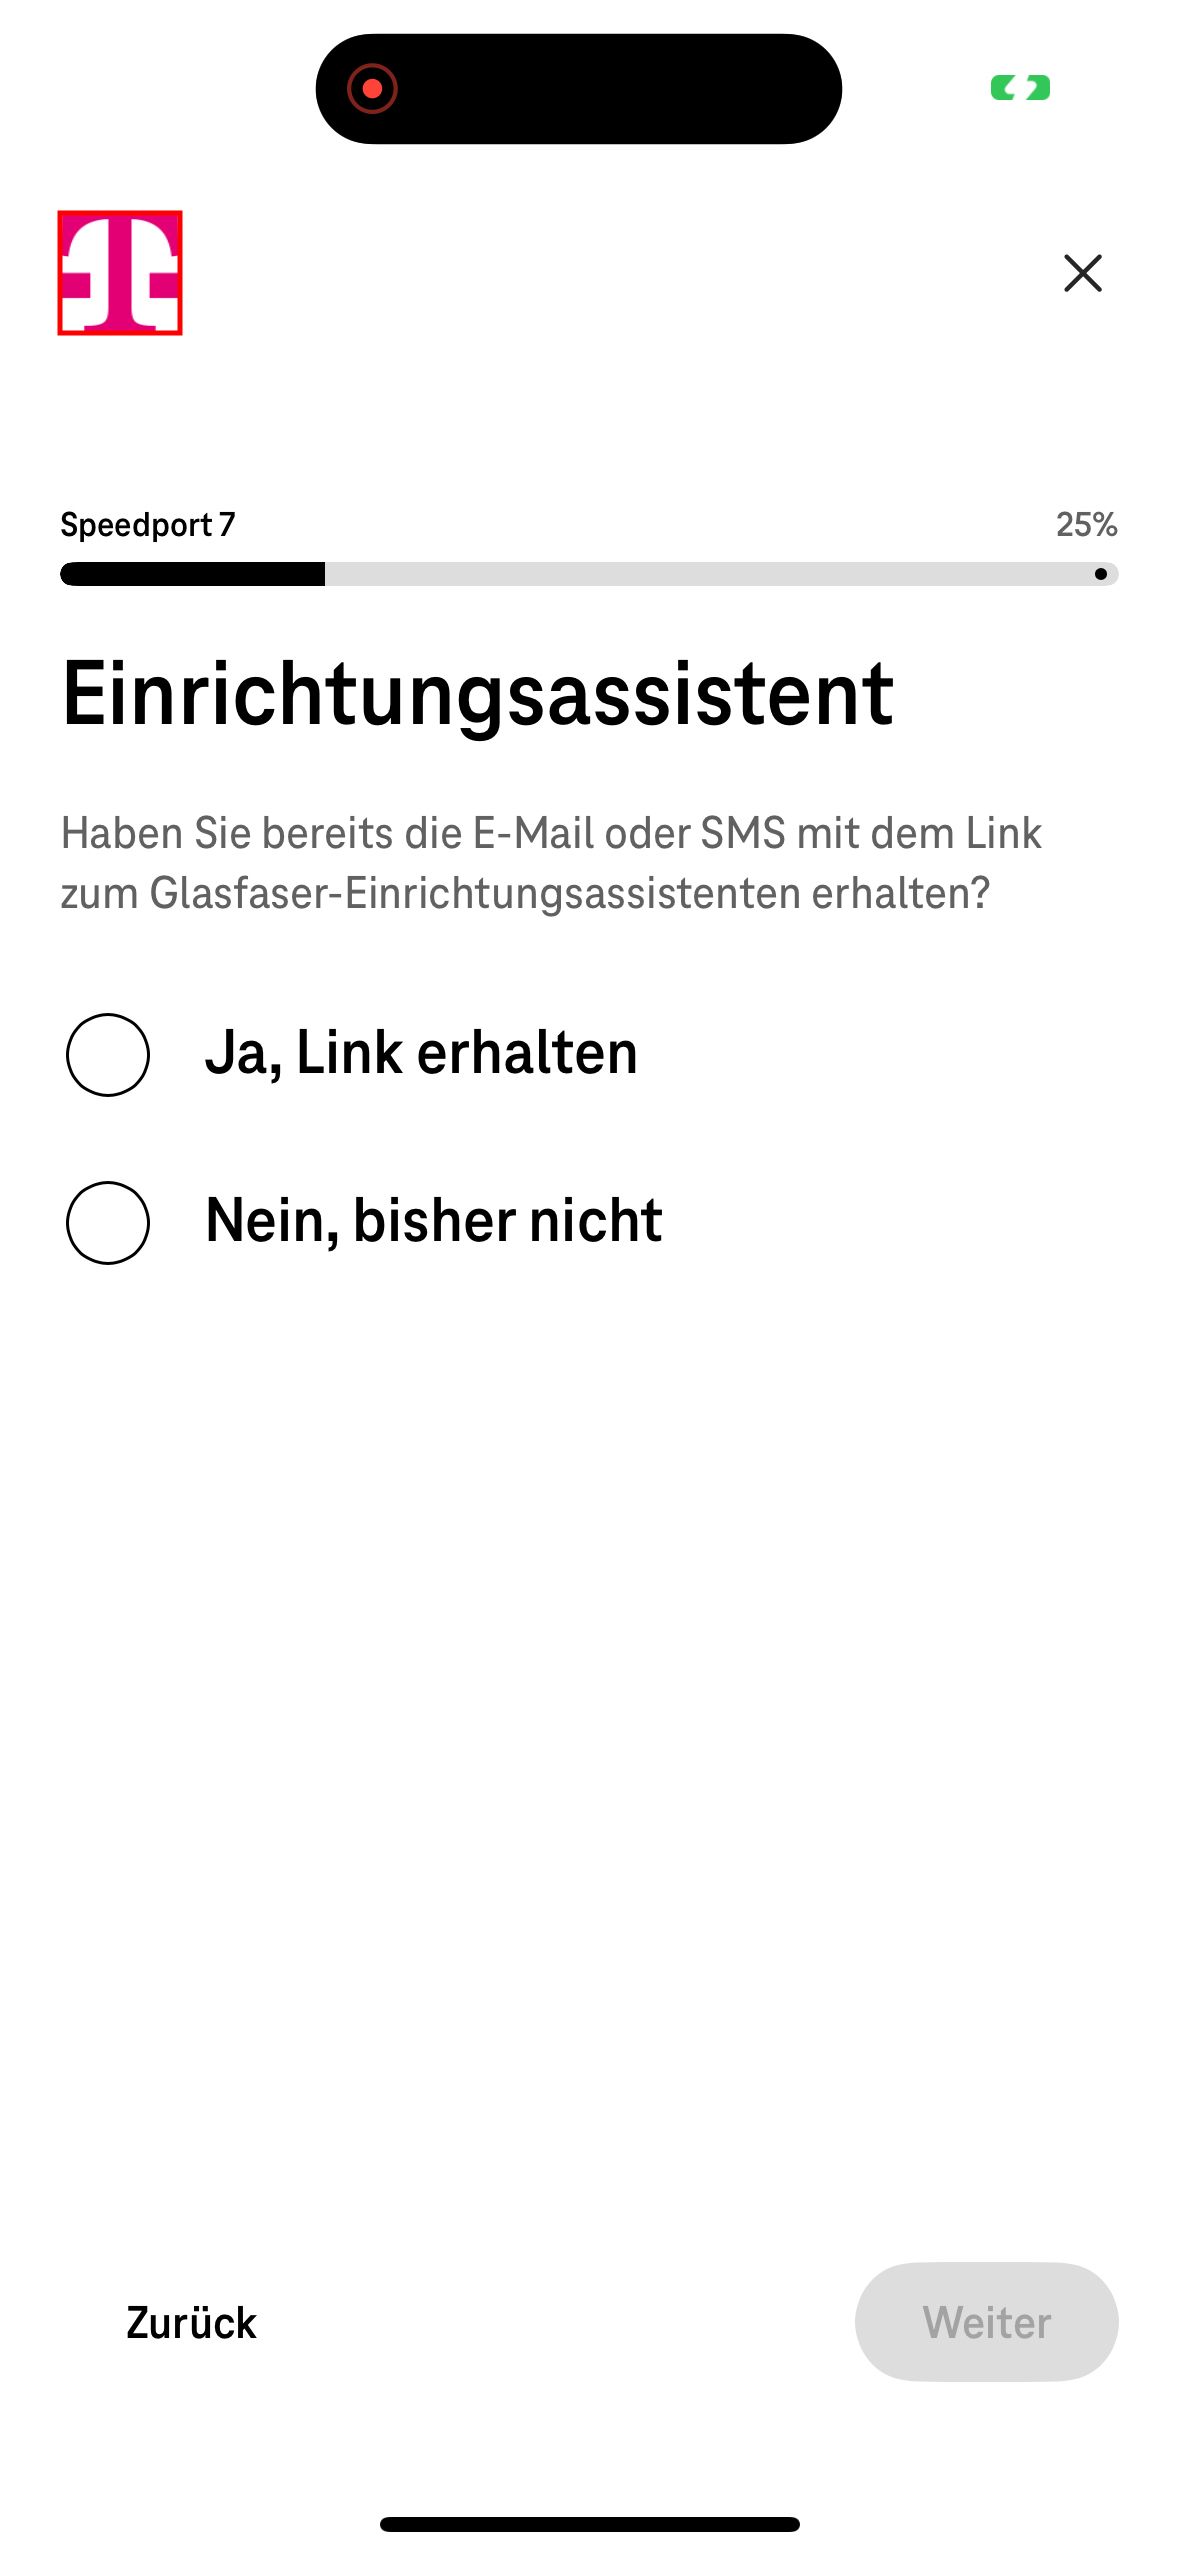 Speedport 7
25%
Einrichtungsassistent
Haben Sie bereits die E-Mail oder SMS mit dem Link
zum Glasfaser-Einrichtungsassistenten erhalten?
Ja, Link erhalten
Nein, bisher nicht
Zurück
Weiter